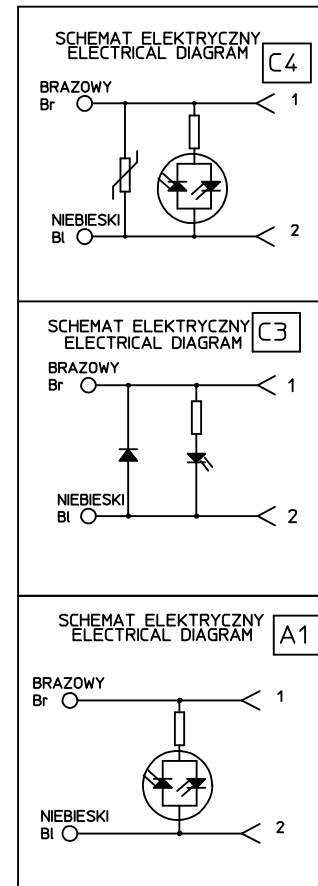 SCHEMAT ELEKTRYCZNY
ELECTRICAL DIAGRAM
C4
BRAZOWY
Br
1
NIEBIESKI
Bl
2
SCHEMAT ELEKTRYCZNY
ELECTRICAL DIAGRAM
C3
BRAZOWY
Br
1
NIEBIESKI
Bl
2
SCHEMAT ELEKTRYCZNY
ELECTRICAL DIAGRAM
A1
BRAZOWY
Br
1
NIEBIESKI
Bl
2